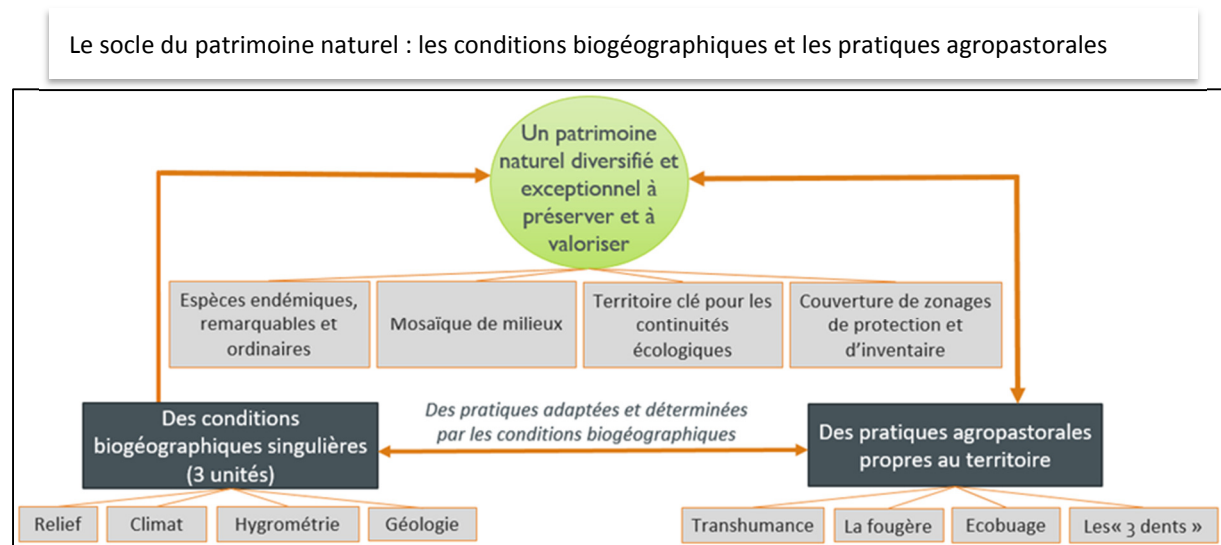 Le socle du patrimoine naturel : les conditions biogéographiques et les pratiques agropastorales
Un patrimoine
naturel diversifié et
exceptionnel à
préserver et à
valoriser
Espèces endémiques,
remarquables et
ordinaires
Mosaïque de milieux
Territoire clé pour les
continuités
écologiques
Couverture de zonages
de protection et
d'inventaire
Des conditions
biogéographiques singulières
(3 unités)
Des pratiques adaptées et déterminées
par les conditions biogéographiques
Des pratiques agropastorales
propres au territoire
Relief
Climat
Hygrométrie
Géologie
Transhumance
La fougère
Ecobuage
Les« 3 dents »